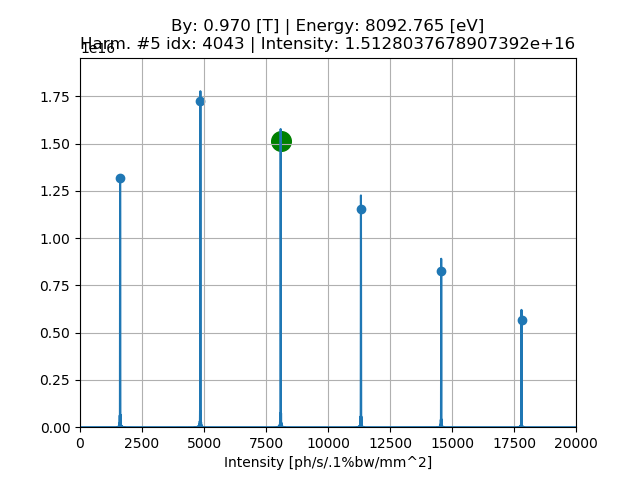 By: 0.970 [T] | Energy: 8092.765 [eV]
Harm. #5 idx: 4043 | Intensity: 1.5128037678907392e+16
1e16
1.75
1.50
1.25
1.00
0.75
0.50
0.25
0.00
0 2500 5000 7500 10000 12500 15000 17500 20000
Intensity [ph/s/.1%bw/mm^2]